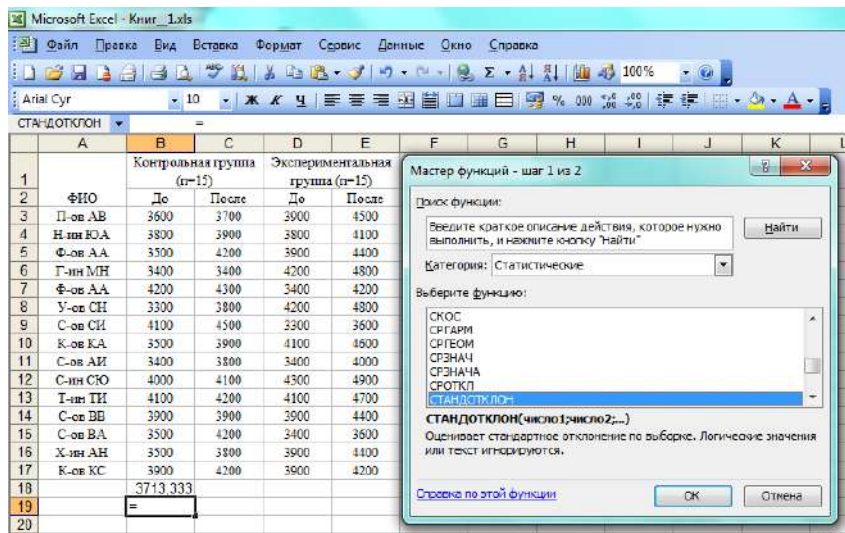 Microsoft Excel - Книг_1.xls
Файл Правка Вид Вставка Формат Сервис Данные Окно Справка
100%
Arial Cyr 10 Ж К Ч % 000
СТАНДОТКЛОН =
A B C D E F G H I J K L
1 Контрольная группа (n=15) Экспериментальная группа (n=15)
2 ФИО До После До После
3 П-ов АВ 3600 3700 3900 4500
4 Н-ин ЮА 3800 3900 3800 4100
5 Ф-ов АА 3500 4200 3900 4400
6 Г-ин МН 3400 3400 4200 4800
7 Ф-ов АА 4200 4300 3400 4200
8 У-ов СН 3300 3800 4200 4800
9 С-ов СИ 4100 4500 3300 3600
10 К-ов КА 3500 3900 4100 4600
11 С-ов АИ 3400 3800 3400 4000
12 С-ин СЮ 4000 4100 4300 4900
13 Т-ин ТИ 4100 4200 4100 4700
14 С-ов ВВ 3900 3900 3900 4400
15 С-ов ВА 3500 4200 3400 3600
16 Х-ин АН 3500 3800 3900 4400
17 К-ов КС 3900 4200 3900 4200
18 3713,333
19 =
20
Мастер функций - шаг 1 из 2
Поиск функции:
Введите краткое описание действия, которое нужно
выполнить, и нажмите кнопку "Найти"
Найти
Категория: Статистические
Выберите функцию:
СКОС
СРГАРМ
СРГЕОМ
СРЗНАЧ
СРЗНАЧА
СРОТКЛ
СТАНДОТКЛОН
СТАНДОТКЛОН(число1;число2;...)
Оценивает стандартное отклонение по выборке. Логические значения
или текст игнорируются.
Справка по этой функции
ОК
Отмена